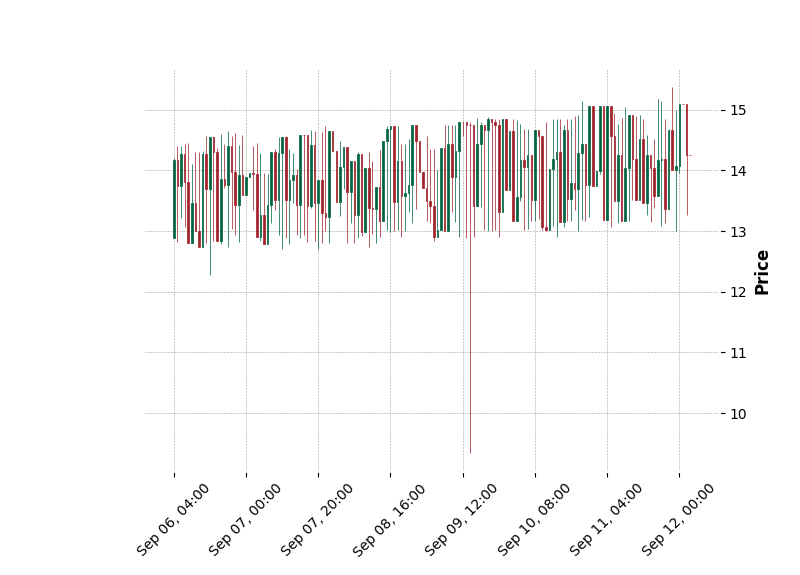 15
14
13
12
11
10
Price
Sep 06, 04:00
Sep 07, 00:00
Sep 07, 20:00
Sep 08, 16:00
Sep 09, 12:00
Sep 10, 08:00
Sep 11, 04:00
Sep 12, 00:00